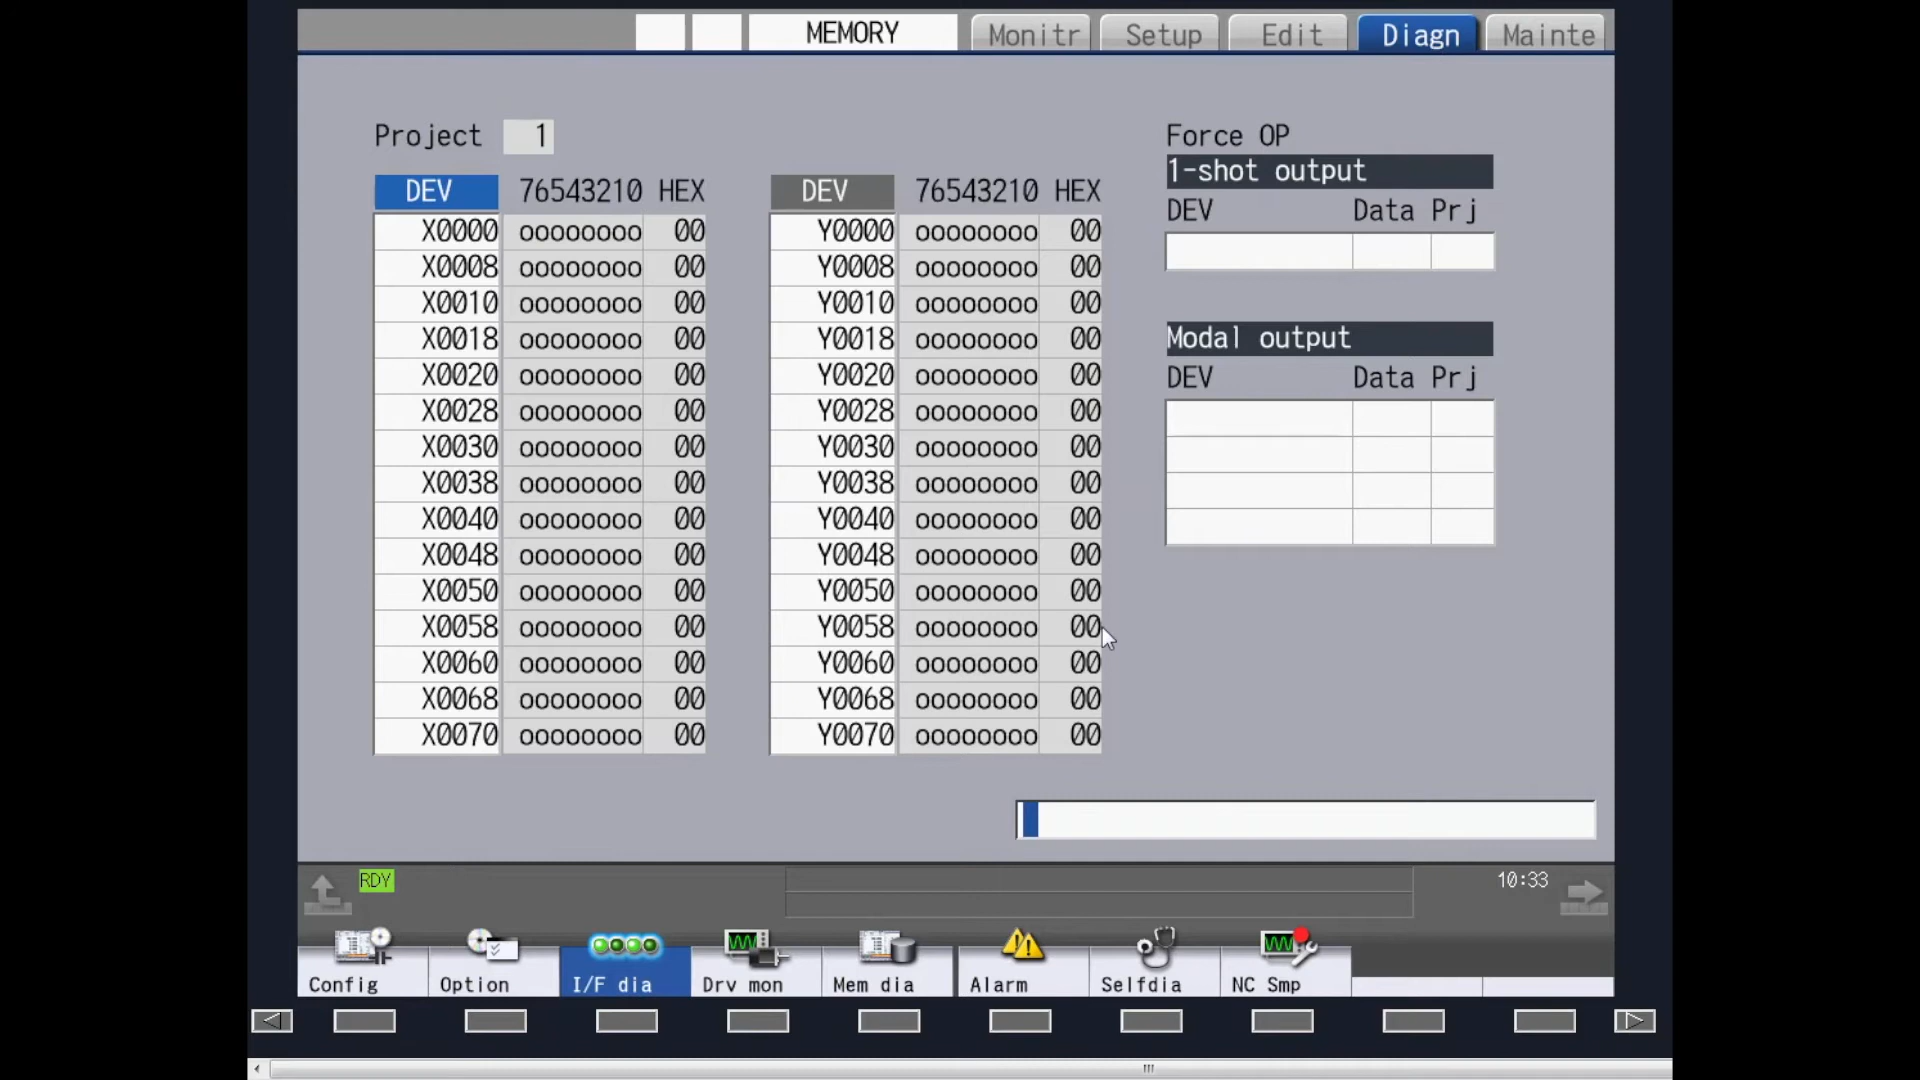 MEMORY Monitr Setup Edit Diagn Mainte
Project 1
Force OP
1-shot output
DEV 76543210 HEX DEV 76543210 HEX
DEV Data Prj
X0000 oooooooo 00 Y0000 oooooooo 00
X0008 oooooooo 00 Y0008 oooooooo 00
X0010 oooooooo 00 Y0010 oooooooo 00
X0018 oooooooo 00 Y0018 oooooooo 00
Modal output
X0020 oooooooo 00 Y0020 oooooooo 00
DEV Data Prj
X0028 oooooooo 00 Y0028 oooooooo 00
X0030 oooooooo 00 Y0030 oooooooo 00
X0038 oooooooo 00 Y0038 oooooooo 00
X0040 oooooooo 00 Y0040 oooooooo 00
X0048 oooooooo 00 Y0048 oooooooo 00
X0050 oooooooo 00 Y0050 oooooooo 00
X0058 oooooooo 00 Y0058 oooooooo 00
X0060 oooooooo 00 Y0060 oooooooo 00
X0068 oooooooo 00 Y0068 oooooooo 00
X0070 oooooooo 00 Y0070 oooooooo 00
RDY 10:33
Config Option I/F dia Drv mon Mem dia Alarm Selfdia NC Smp